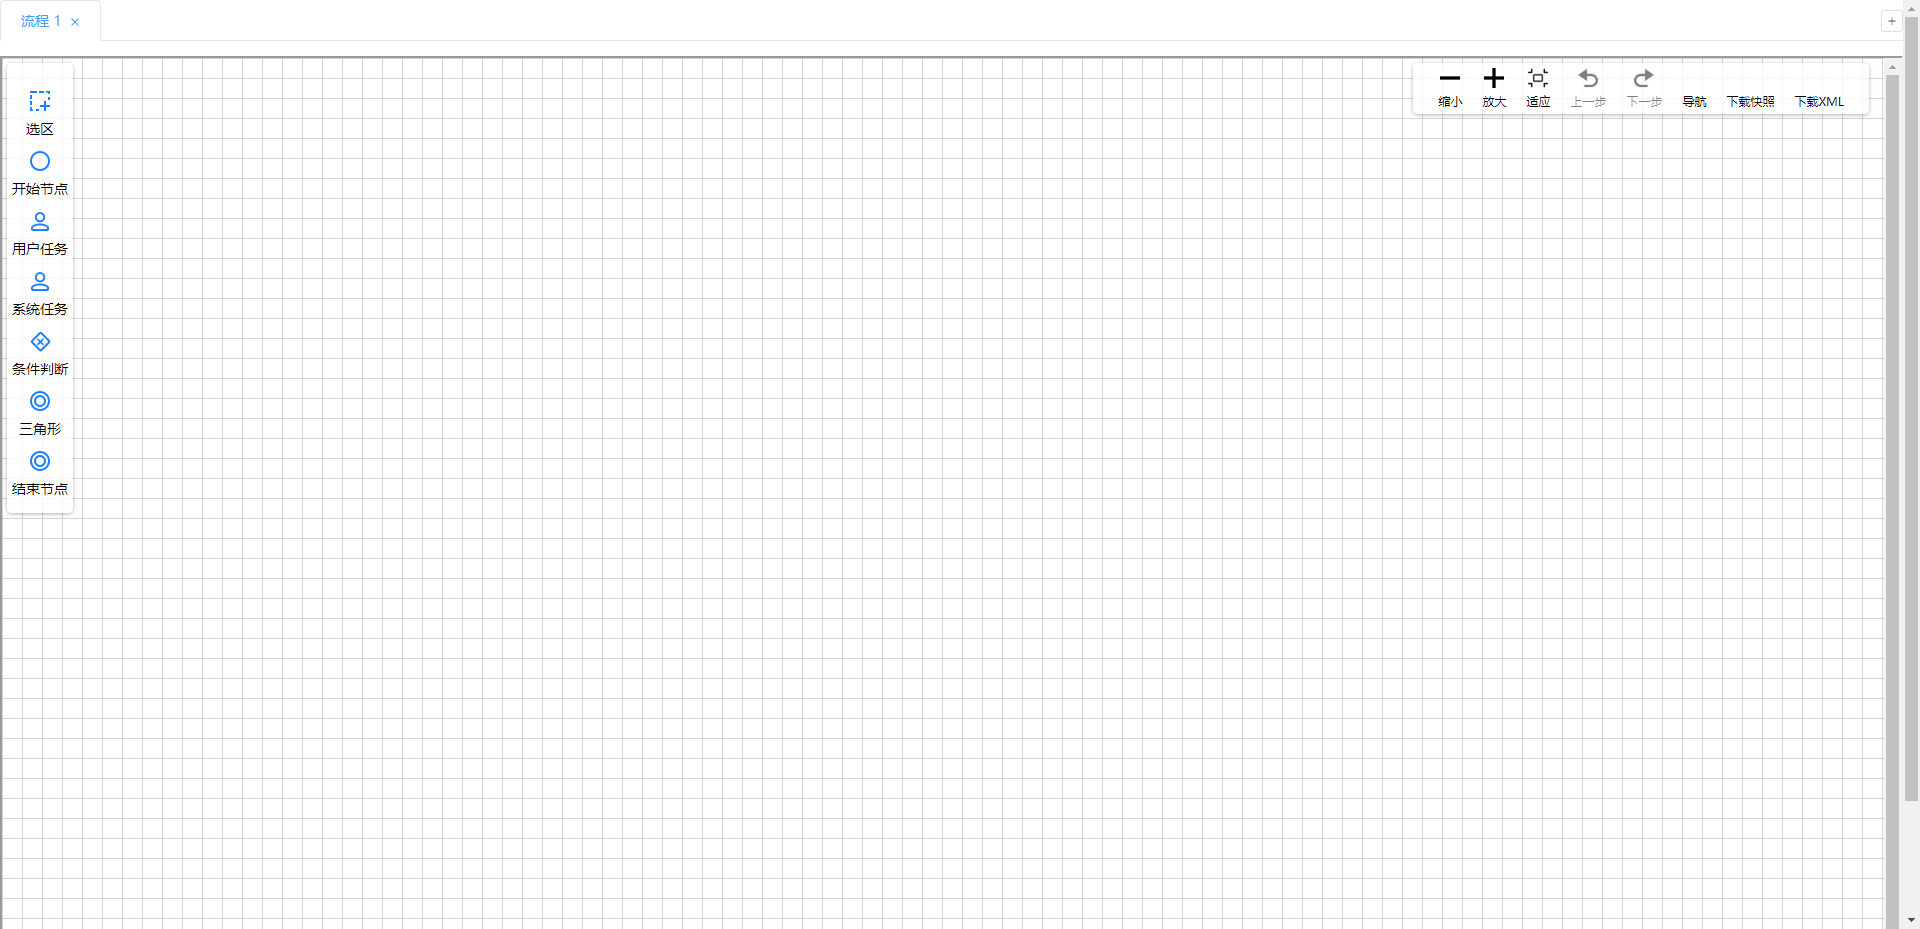 流程 1
选区
开始节点
用户任务
系统任务
条件判断
三角形
结束节点
缩小
放大
适应
上一步
下一步
导航
下载快照
下载XML